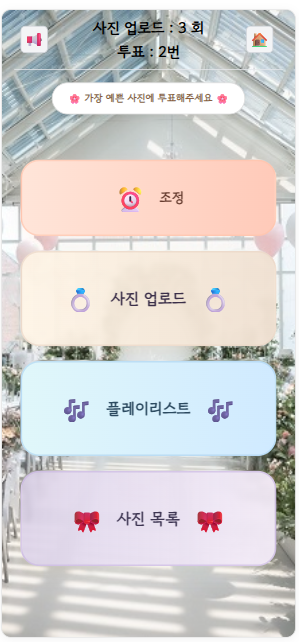 사진 업로드 : 3 회
투표 : 2번
🌸 가장 예쁜 사진에 투표해주세요 🌸
조정
사진 업로드
플레이리스트
사진 목록